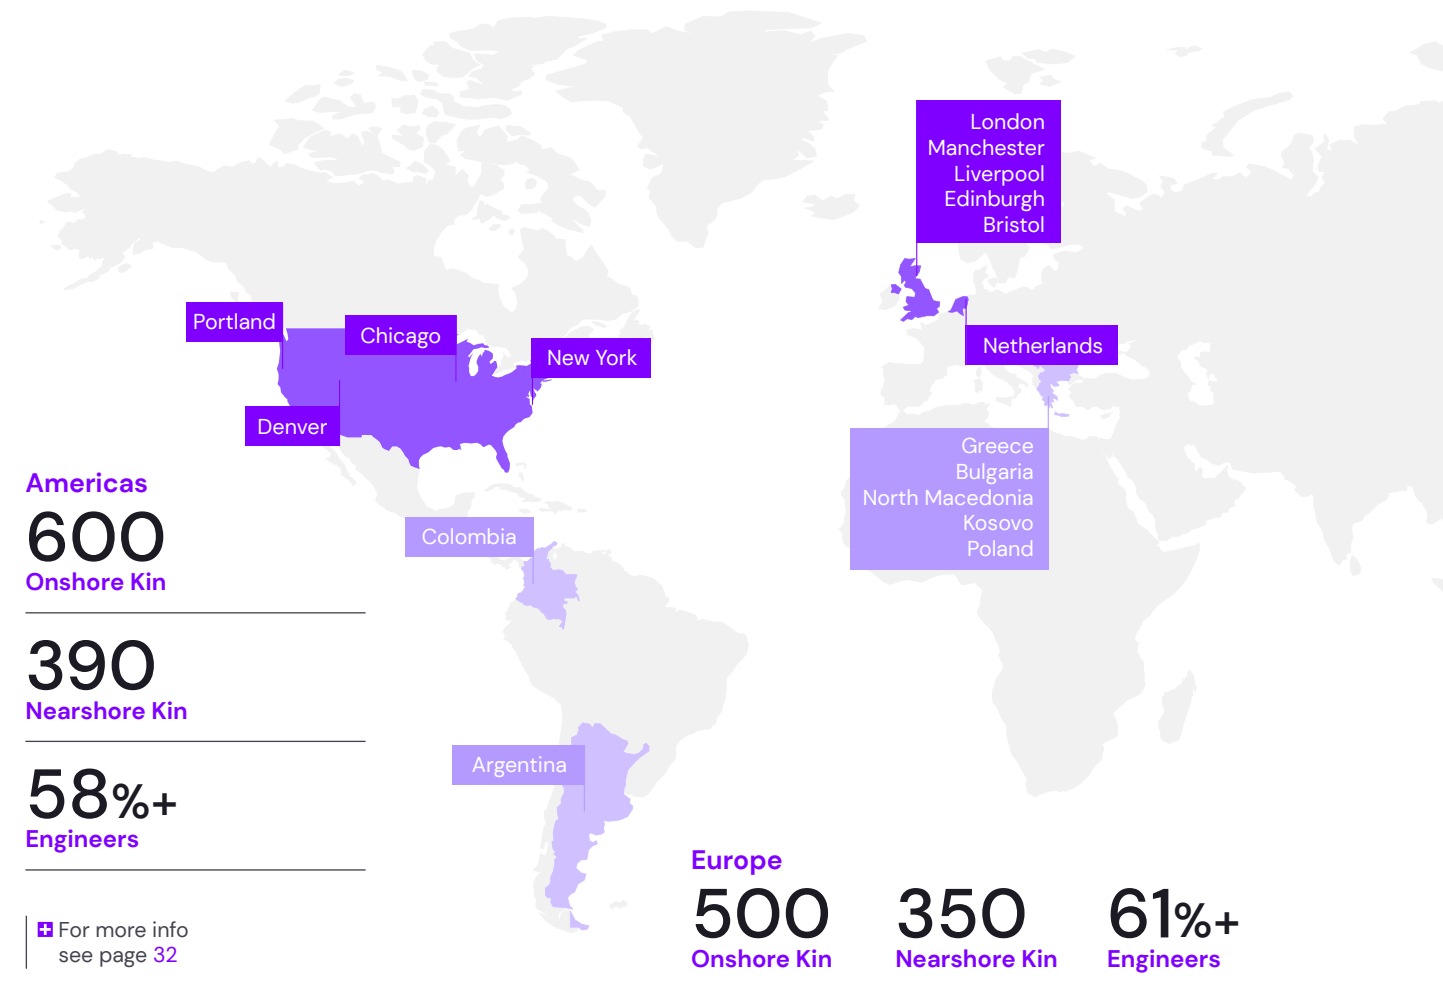 London
Manchester
Liverpool
Edinburgh
Bristol
Portland
Chicago
New York
Netherlands
Denver
Greece
Bulgaria
North Macedonia
Kosovo
Poland
Americas
600
Onshore Kin
Colombia
390
Nearshore Kin
Argentina
58%+
Engineers
For more info
see page 32
Europe
500
Onshore Kin
350
Nearshore Kin
61%+
Engineers